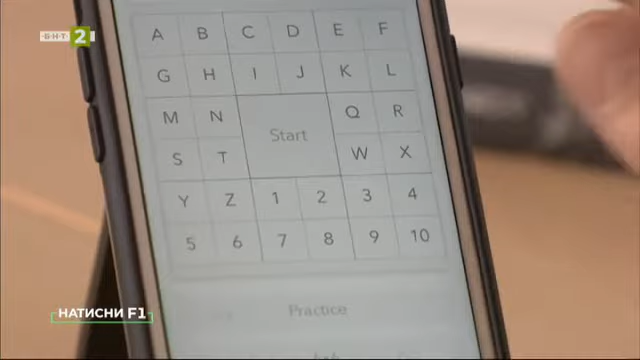 БНТ 2
A B C D E F
G H I J K L
M N Q R
Start
S T W X
Y Z 1 2 3 4
5 6 7 8 9 10
Practice
НАТИСНИ F1